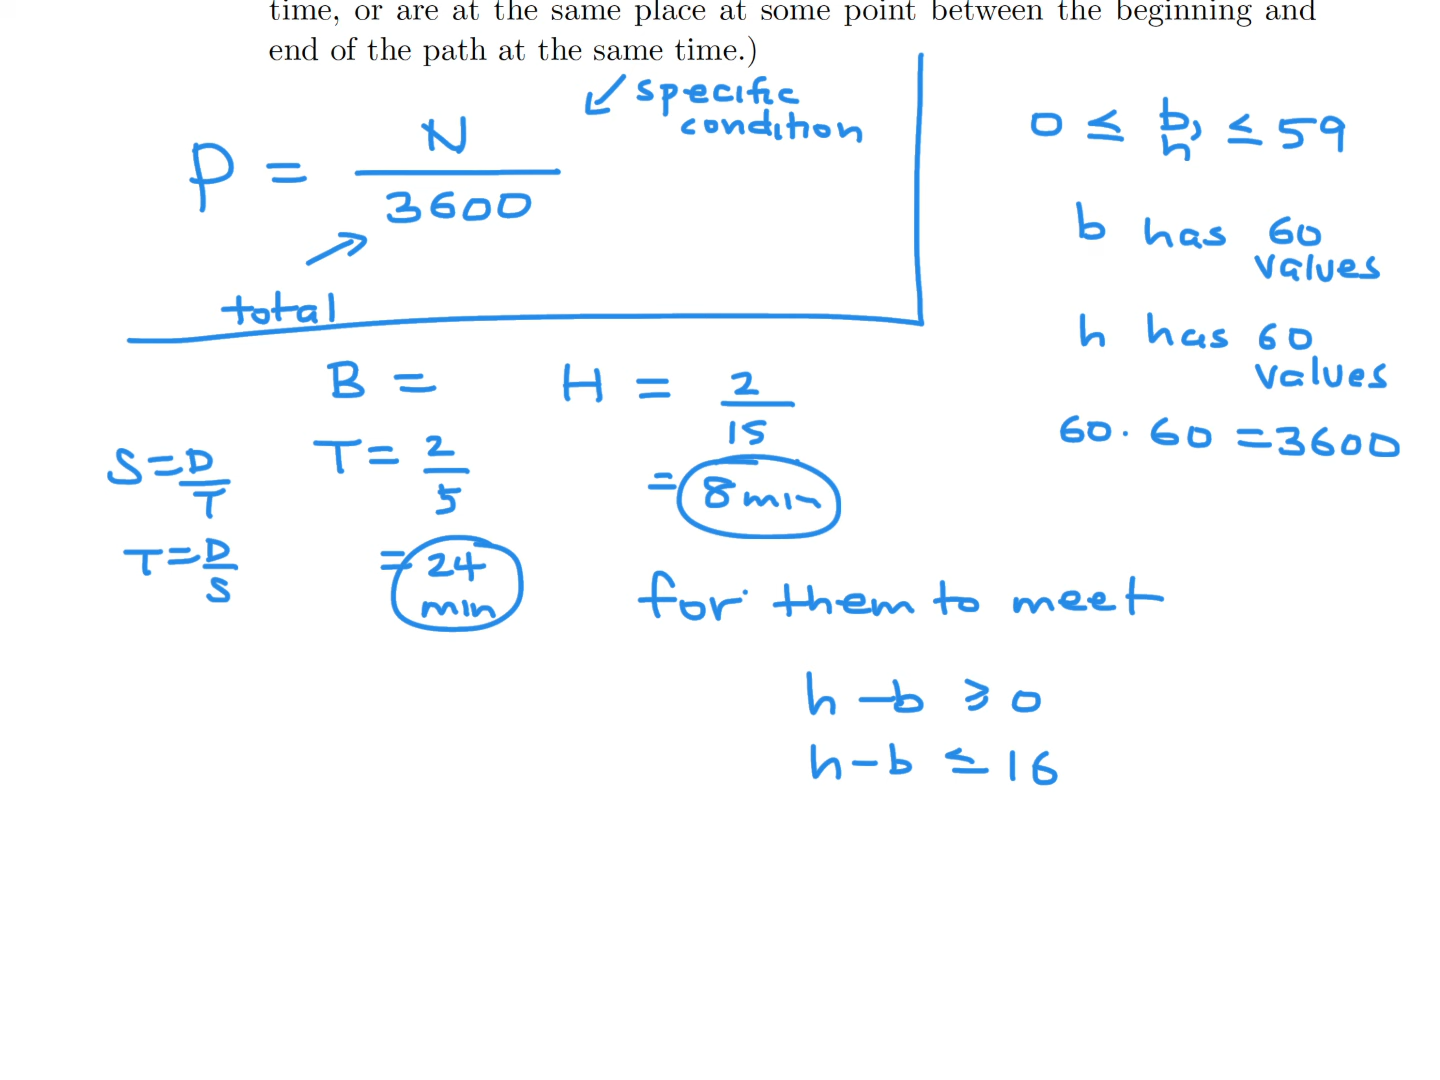 time, or are at the same place at some point between the beginning and
end of the path at the same time.)
specific
condition
P = N / 3600
total
0 ≤ b, h ≤ 59
b has 60
values
h has 60
values
60 · 60 = 3600
B =
T = 2/5
= 24
min
H = 2/15
= 8 min
S = D/T
T = D/S
for them to meet
h - b ≥ 0
h - b ≤ 16